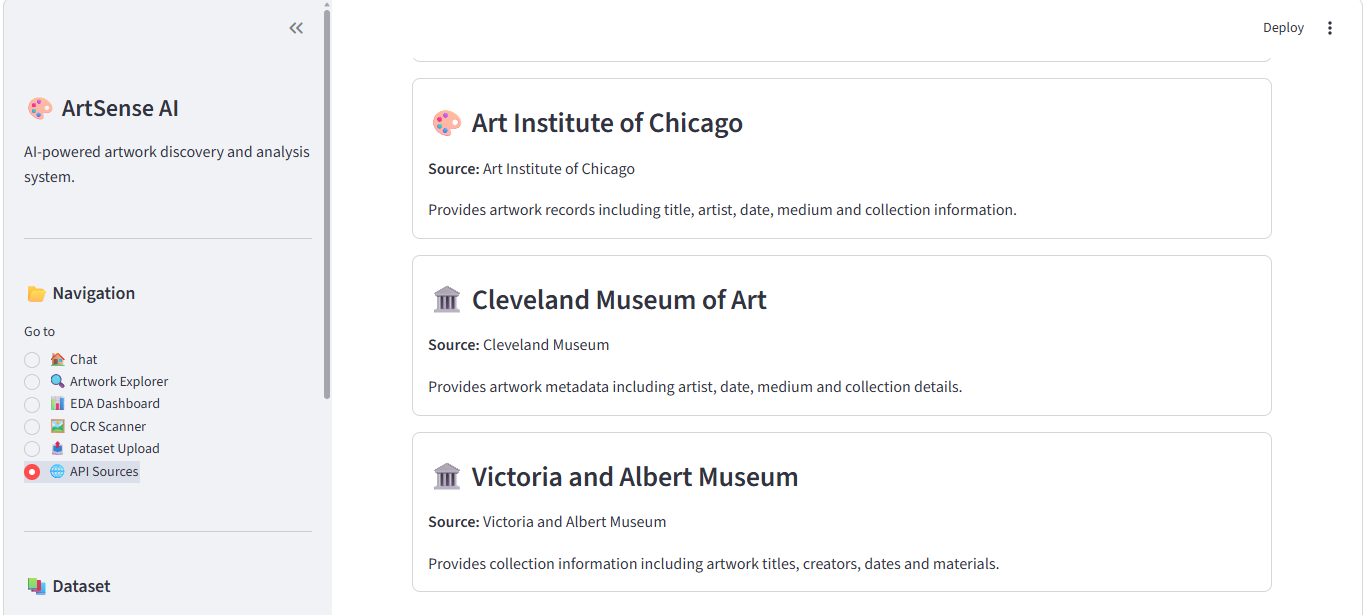 Deploy
ArtSense AI
AI-powered artwork discovery and analysis
system.
Navigation
Go to
Chat
Artwork Explorer
EDA Dashboard
OCR Scanner
Dataset Upload
API Sources
Dataset
Art Institute of Chicago
Source: Art Institute of Chicago
Provides artwork records including title, artist, date, medium and collection information.
Cleveland Museum of Art
Source: Cleveland Museum
Provides artwork metadata including artist, date, medium and collection details.
Victoria and Albert Museum
Source: Victoria and Albert Museum
Provides collection information including artwork titles, creators, dates and materials.